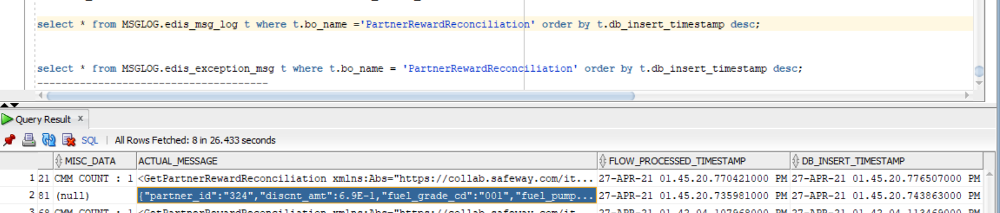 select * from MSGLOG.edis_msg_log t where t.bo_name ='PartnerRewardReconciliation' order by t.db_insert_timestamp desc;
select * from MSGLOG.edis_exception_msg t where t.bo_name = 'PartnerRewardReconciliation' order by t.db_insert_timestamp desc;
--------------------------------------
Query Result x
SQL | All Rows Fetched: 8 in 26.433 seconds
MISC_DATA ACTUAL_MESSAGE FLOW_PROCESSED_TIMESTAMP DB_INSERT_TIMESTAMP
1 21 CMM COUNT : 1 <GetPartnerRewardReconciliation xmlns:Abs="https://collab.safeway.com/it... 27-APR-21 01.45.20.770421000 PM 27-APR-21 01.45.20.776507000 PM
2 81 (null) {"partner_id":"324","discnt_amt":6.9E-1,"fuel_grade_cd":"001","fuel_pump... 27-APR-21 01.45.20.735981000 PM 27-APR-21 01.45.20.743863000 PM
3 68 CMM COUNT : 1 <GetPartnerRewardReconciliation xmlns:Abs="https://collab.safeway.com/it... 27-APR-21 01.42.04.107968000 PM 27-APR-21 01.42.04.113469000 PM